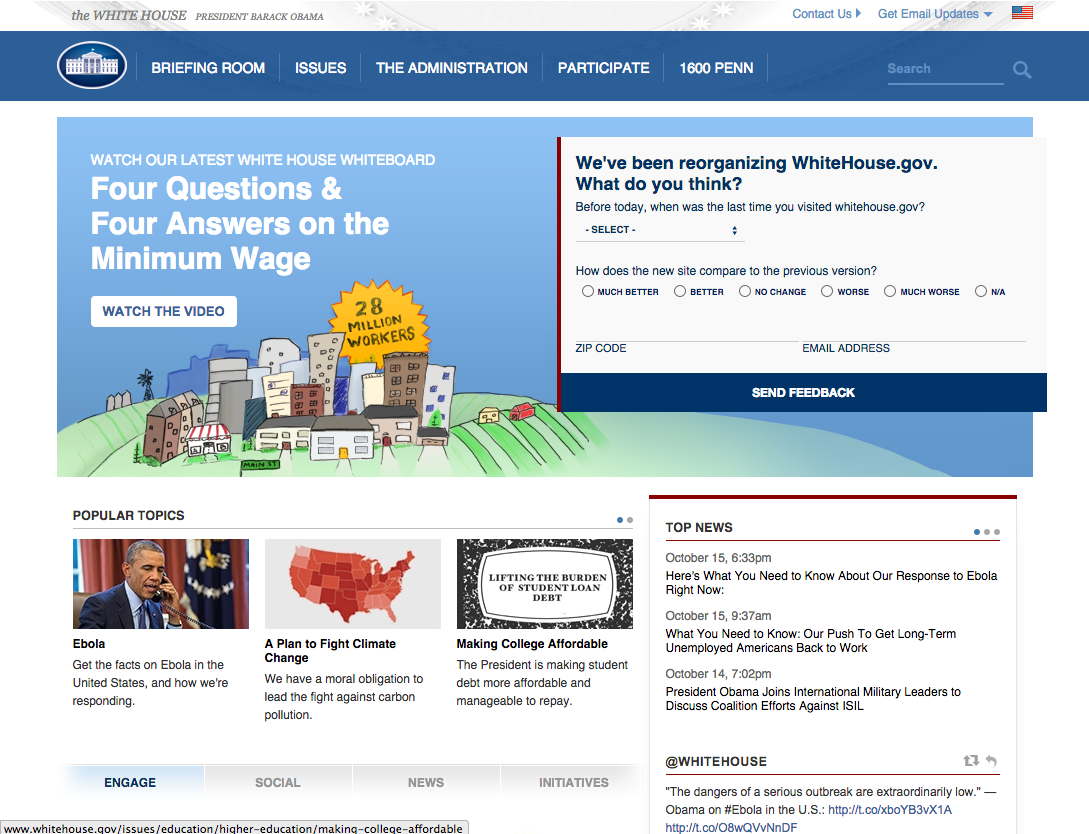 the WHITE HOUSE PRESIDENT BARACK OBAMA
Contact Us
Get Email Updates
BRIEFING ROOM
ISSUES
THE ADMINISTRATION
PARTICIPATE
1600 PENN
Search
WATCH OUR LATEST WHITE HOUSE WHITEBOARD
Four Questions &
Four Answers on the
Minimum Wage
WATCH THE VIDEO
28
MILLION
WORKERS
MAIN ST
We've been reorganizing WhiteHouse.gov.
What do you think?
Before today, when was the last time you visited whitehouse.gov?
- SELECT -
How does the new site compare to the previous version?
MUCH BETTER
BETTER
NO CHANGE
WORSE
MUCH WORSE
N/A
ZIP CODE
EMAIL ADDRESS
SEND FEEDBACK
POPULAR TOPICS
Ebola
Get the facts on Ebola in the
United States, and how we're
responding.
A Plan to Fight Climate
Change
We have a moral obligation to
lead the fight against carbon
pollution.
LIFTING THE BURDEN
OF STUDENT LOAN
DEBT
Making College Affordable
The President is making student
debt more affordable and
manageable to repay.
ENGAGE
SOCIAL
NEWS
INITIATIVES
TOP NEWS
October 15, 6:33pm
Here's What You Need to Know About Our Response to Ebola
Right Now:
October 15, 9:37am
What You Need to Know: Our Push To Get Long-Term
Unemployed Americans Back to Work
October 14, 7:02pm
President Obama Joins International Military Leaders to
Discuss Coalition Efforts Against ISIL
@WHITEHOUSE
"The dangers of a serious outbreak are extraordinarily low." —
Obama on #Ebola in the U.S.: http://t.co/xboYB3vX1A
http://t.co/O8wQVvNnDF
www.whitehouse.gov/issues/education/higher-education/making-college-affordable